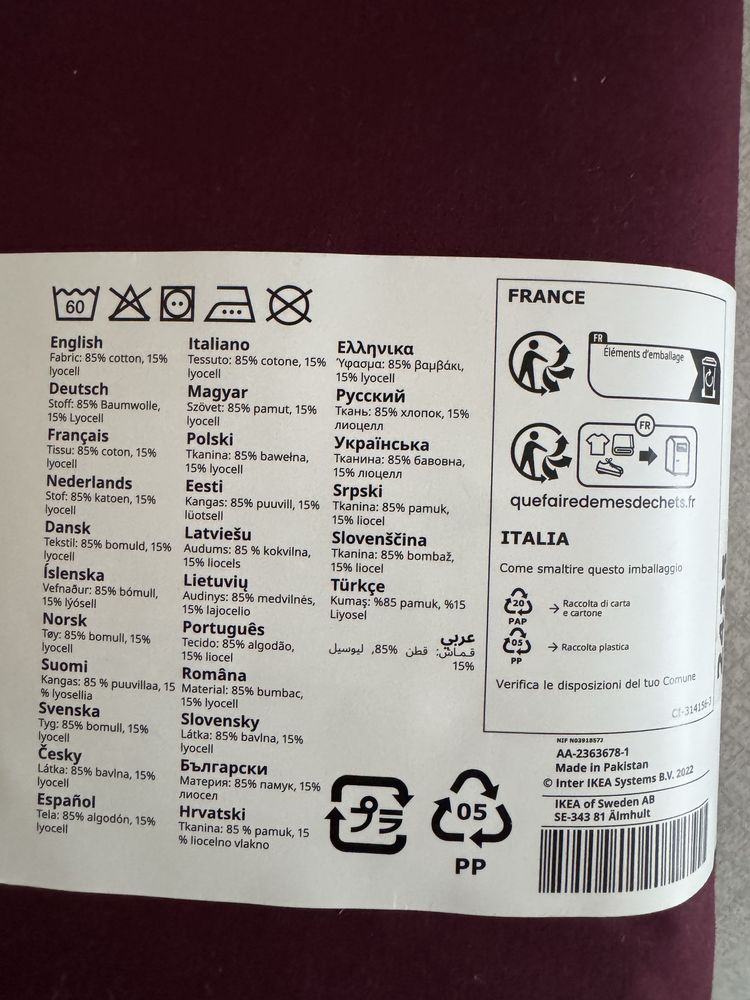 60
English
Fabric: 85% cotton, 15%
lyocell
Deutsch
Stoff: 85% Baumwolle,
15% Lyocell
Français
Tissu: 85% coton, 15%
lyocell
Nederlands
Stof: 85% katoen, 15%
lyocell
Dansk
Tekstil: 85% bomuld, 15%
lyocell
Íslenska
Vefnaður: 85% bómull,
15% lýósell
Norsk
Tøy: 85% bomull, 15%
lyocell
Suomi
Kangas: 85 % puuvillaa, 15
% lyosellia
Svenska
Tyg: 85% bomull, 15%
lyocell
Česky
Látka: 85% bavlna, 15%
lyocell
Español
Tela: 85% algodón, 15%
lyocell
Italiano
Tessuto: 85% cotone, 15%
lyocell
Magyar
Szövet: 85% pamut, 15%
lyocell
Polski
Tkanina: 85% bawełna,
15% lyocell
Eesti
Kangas: 85% puuvill, 15%
lüotsell
Latviešu
Audums: 85 % kokvilna,
15% liocels
Lietuvių
Audinys: 85% medvilnės,
15% lajocelio
Português
Tecido: 85% algodão,
15% liocel
Româna
Material: 85% bumbac,
15% lyocell
Slovensky
Látka: 85% bavlna, 15%
lyocell
Български
Материя: 85% памук, 15%
лиосел
Hrvatski
Tkanina: 85 % pamuk, 15
% liocelno vlakno
Ελληνικα
Ύφασμα: 85% βαμβάκι,
15% lyocell
Русский
Ткань: 85% хлопок, 15%
лиоцелл
Українська
Тканина: 85% бавовна,
15% ліоцелл
Srpski
Tkanina: 85% pamuk,
15% liocel
Slovenščina
Tkanina: 85% bombaž,
15% liocel
Türkçe
Kumaş: %85 pamuk, %15
Liyosel
عربي
قماش: قطن 85%, ليوسيل
15%
プラ
05
PP
FRANCE
FR
Éléments d'emballage
FR
quefairedemesdechets.fr
ITALIA
Come smaltire questo imballaggio
20
PAP
Raccolta di carta
e cartone
05
PP
Raccolta plastica
Verifica le disposizioni del tuo Comune
CI-314156-3
NIF N0391857J
AA-2363678-1
Made in Pakistan
© Inter IKEA Systems B.V. 2022
IKEA of Sweden AB
SE-343 81 Älmhult